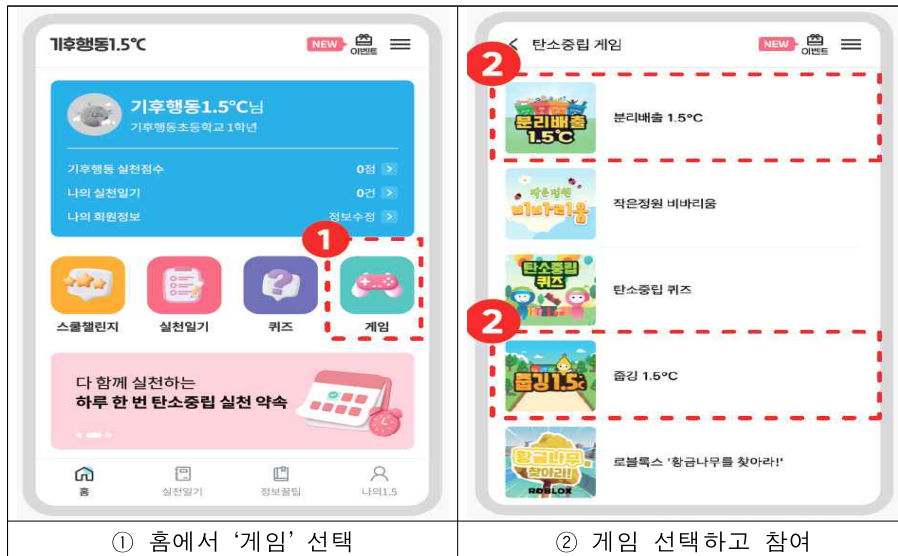 기후행동1.5℃
NEW
이벤트
기후행동1.5°C님
기후행동초등학교 1학년
기후행동 실천점수
0점 >
나의 실천일기
0건 >
나의 회원정보
정보수정 >
1
스쿨챌린지
실천일기
퀴즈
게임
다 함께 실천하는
하루 한 번 탄소중립 실천 약속
홈
실천일기
정보꿀팁
나의1.5
① 홈에서 ‘게임’ 선택
< 탄소중립 게임
NEW
이벤트
2
분리배출
1.5℃
분리배출 1.5°C
작은정원
비바리움
작은정원 비바리움
탄소중립
퀴즈
탄소중립 퀴즈
2
줍깅1.5℃
줍깅 1.5°C
황금나무를
찾아라!
ROBLOX
로블록스 '황금나무를 찾아라!'
② 게임 선택하고 참여